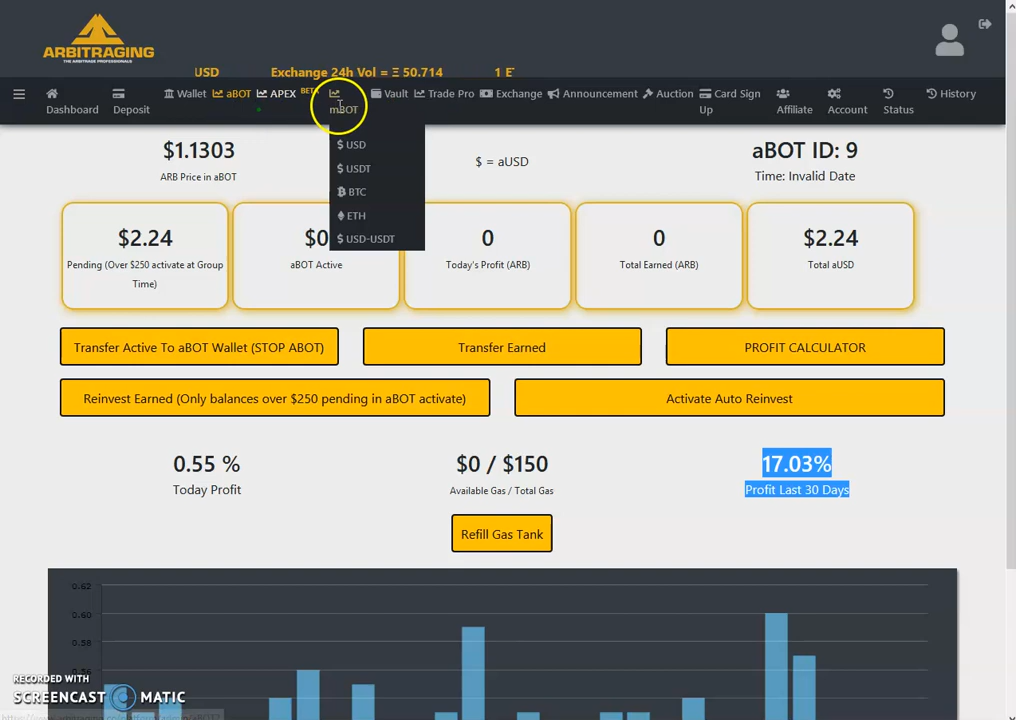 ARBITRAGING
THE ARBITRAGE PROFESSIONALS
USD Exchange 24h Vol = Ξ 50.714 1 E
Dashboard
Deposit
Wallet
aBOT
APEX BETA
mBOT
Vault
Trade Pro
Exchange
Announcement
Auction
Card Sign Up
Affiliate
Account
Status
History
USD
USDT
BTC
ETH
USD-USDT
$1.1303
ARB Price in aBOT
$ = aUSD
aBOT ID: 9
Time: Invalid Date
$2.24
Pending (Over $250 activate at Group
Time)
$0
aBOT Active
0
Today's Profit (ARB)
0
Total Earned (ARB)
$2.24
Total aUSD
Transfer Active To aBOT Wallet (STOP ABOT)
Transfer Earned
PROFIT CALCULATOR
Reinvest Earned (Only balances over $250 pending in aBOT activate)
Activate Auto Reinvest
0.55 %
Today Profit
$0 / $150
Available Gas / Total Gas
17.03%
Profit Last 30 Days
Refill Gas Tank
0.62
0.60
0.58
RECORDED WITH
SCREENCAST MATIC